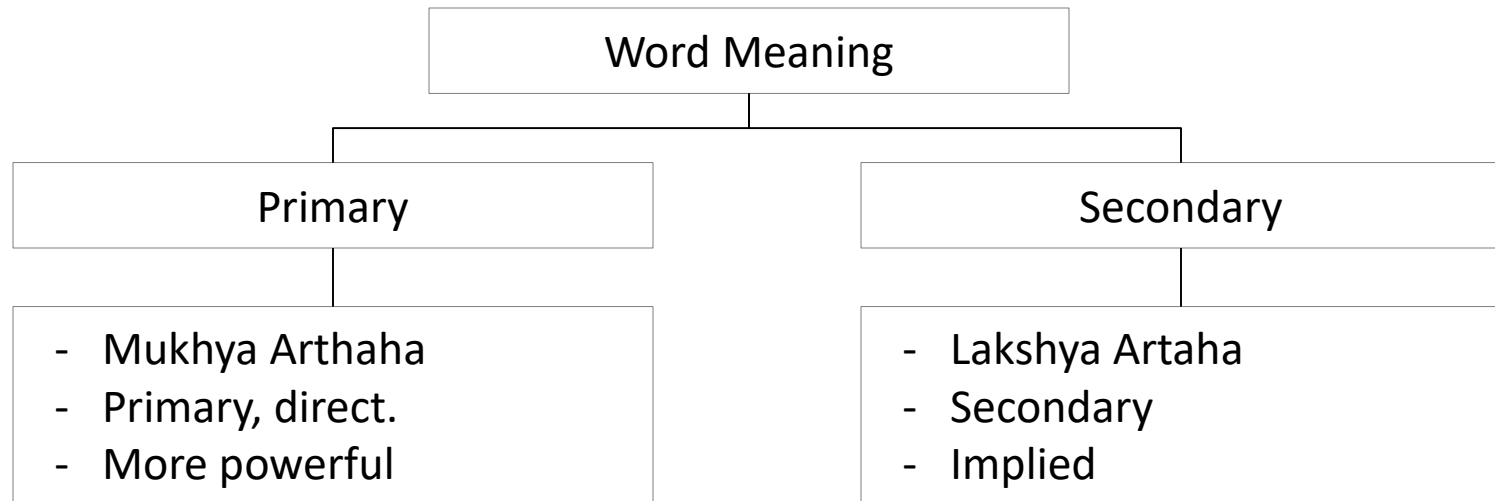 Word Meaning
Primary
Secondary
- Mukhya Arthaha
- Primary, direct.
- More powerful
- Lakshya Artaha
- Secondary
- Implied